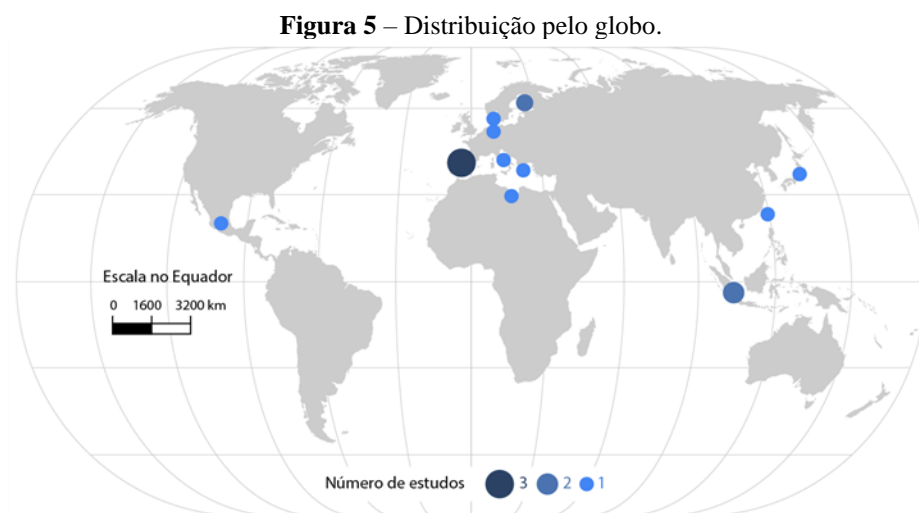 Figura 5 – Distribuição pelo globo.
Escala no Equador
0 1600 3200 km
Número de estudos 3 2 1